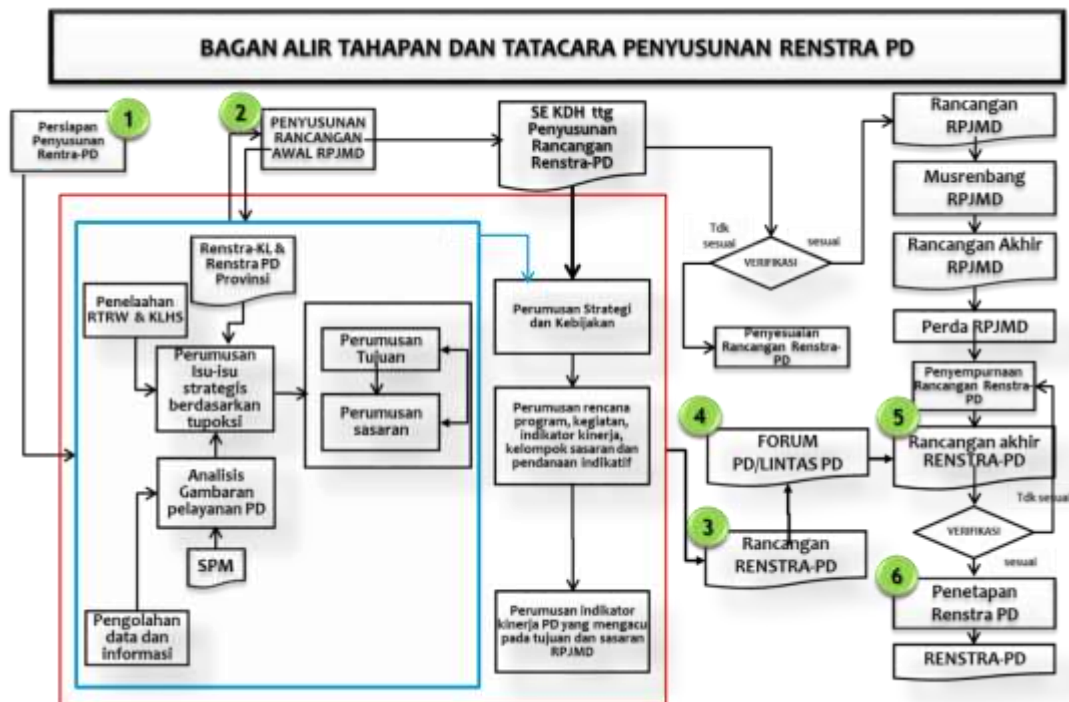 BAGAN ALIR TAHAPAN DAN TATACARA PENYUSUNAN RENSTRA PD
1
Persiapan
Penyusunan
Rentra-PD
2
PENYUSUNAN
RANCANGAN
AWAL RPJMD
SE KDH ttg
Penyusunan
Rancangan
Renstra-PD
Rancangan
RPJMD
Musrenbang
RPJMD
Rancangan Akhir
RPJMD
Perda RPJMD
Penyempurnaan
Rancangan Renstra-
PD
Tdk
sesuai
VERIFIKASI
sesuai
Penyesuaian
Rancangan Renstra-
PD
Renstra-KL &
Renstra PD
Provinsi
Penelaahan
RTRW & KLHS
Perumusan
Isu-isu
strategis
berdasarkan
tupoksi
Perumusan
Tujuan
Perumusan
sasaran
Analisis
Gambaran
pelayanan PD
SPM
Pengolahan
data dan
informasi
Perumusan Strategi
dan Kebijakan
Perumusan rencana
program, kegiatan,
indikator kinerja,
kelompok sasaran dan
pendanaan indikatif
Perumusan indikator
kinerja PD yang mengacu
pada tujuan dan sasaran
RPJMD
3
Rancangan
RENSTRA-PD
4
FORUM
PD/LINTAS PD
5
Rancangan akhir
RENSTRA-PD
Tdk sesuai
VERIFIKASI
sesuai
6
Penetapan
Renstra PD
RENSTRA-PD